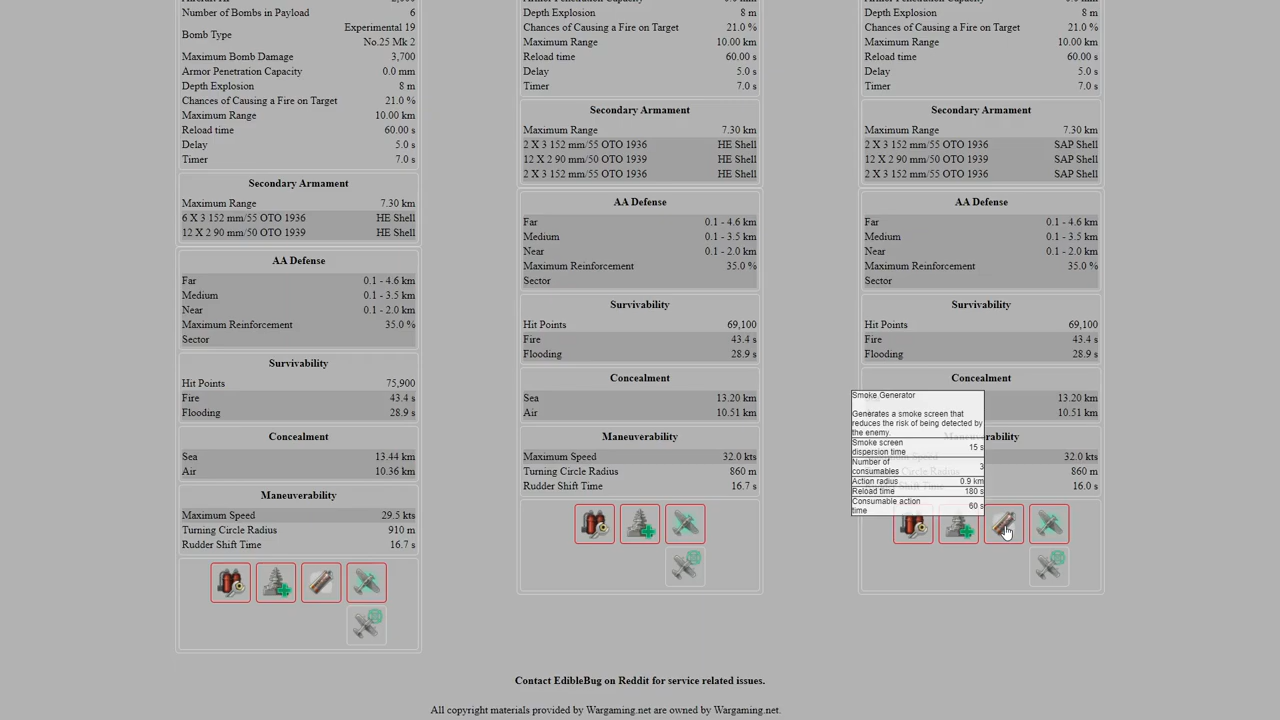 Number of Bombs in Payload 6
Bomb Type Experimental 19
No.25 Mk 2
Maximum Bomb Damage 3,700
Armor Penetration Capacity 0.0 mm
Depth Explosion 8 m
Chances of Causing a Fire on Target 21.0 %
Maximum Range 10.00 km
Reload time 60.00 s
Delay 5.0 s
Timer 7.0 s
Secondary Armament
Maximum Range 7.30 km
6 X 3 152 mm/55 OTO 1936 HE Shell
12 X 2 90 mm/50 OTO 1939 HE Shell
AA Defense
Far 0.1 - 4.6 km
Medium 0.1 - 3.5 km
Near 0.1 - 2.0 km
Maximum Reinforcement 35.0 %
Sector
Survivability
Hit Points 75,900
Fire 43.4 s
Flooding 28.9 s
Concealment
Sea 13.44 km
Air 10.36 km
Maneuverability
Maximum Speed 29.5 kts
Turning Circle Radius 910 m
Rudder Shift Time 16.7 s
Depth Explosion 8 m
Chances of Causing a Fire on Target 21.0 %
Maximum Range 10.00 km
Reload time 60.00 s
Delay 5.0 s
Timer 7.0 s
Secondary Armament
Maximum Range 7.30 km
2 X 3 152 mm/55 OTO 1936 HE Shell
12 X 2 90 mm/50 OTO 1939 HE Shell
2 X 3 152 mm/55 OTO 1936 HE Shell
AA Defense
Far 0.1 - 4.6 km
Medium 0.1 - 3.5 km
Near 0.1 - 2.0 km
Maximum Reinforcement 35.0 %
Sector
Survivability
Hit Points 69,100
Fire 43.4 s
Flooding 28.9 s
Concealment
Sea 13.20 km
Air 10.51 km
Maneuverability
Maximum Speed 32.0 kts
Turning Circle Radius 860 m
Rudder Shift Time 16.7 s
Depth Explosion 8 m
Chances of Causing a Fire on Target 21.0 %
Maximum Range 10.00 km
Reload time 60.00 s
Delay 5.0 s
Timer 7.0 s
Secondary Armament
Maximum Range 7.30 km
2 X 3 152 mm/55 OTO 1936 SAP Shell
12 X 2 90 mm/50 OTO 1939 SAP Shell
2 X 3 152 mm/55 OTO 1936 SAP Shell
AA Defense
Far 0.1 - 4.6 km
Medium 0.1 - 3.5 km
Near 0.1 - 2.0 km
Maximum Reinforcement 35.0 %
Sector
Survivability
Hit Points 69,100
Fire 43.4 s
Flooding 28.9 s
Concealment
13.20 km
10.51 km
Maneuverability
32.0 kts
860 m
16.0 s
Smoke Generator
Generates a smoke screen that
reduces the risk of being detected by
the enemy.
Smoke screen
dispersion time 15 s
Number of
consumables 3
Action radius 0.9 km
Reload time 180 s
Consumable action
time 60 s
Contact EdibleBug on Reddit for service related issues.
All copyright materials provided by Wargaming.net are owned by Wargaming.net.